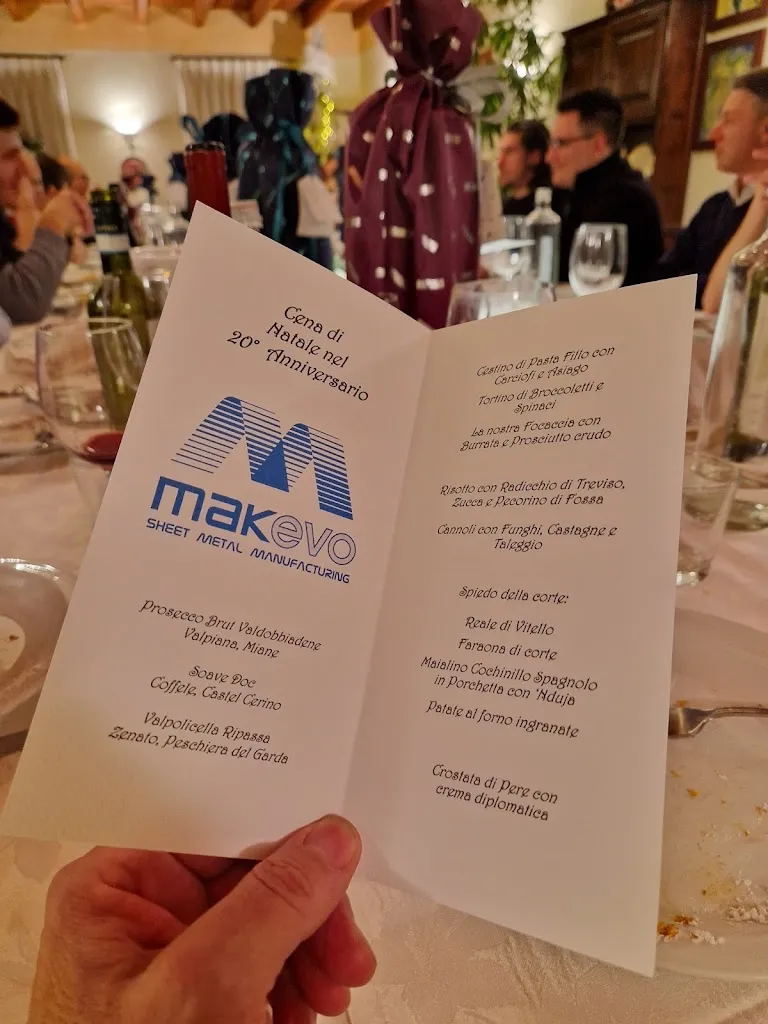 Cena di
Natale nel
20° Anniversario
makevo
SHEET METAL MANUFACTURING
Prosecco Brut Valdobbiadene
Valpiana, Miane
Soave Doc
Coffele, Castel Cerino
Valpolicella Ripassa
Zenato, Peschiera del Garda
Cestino di Pasta Fillo con
Carciofi e Asiago
Tortino di Broccoletti e
Spinaci
La nostra Focaccia con
Burrata e Prosciutto crudo
Risotto con Radicchio di Treviso,
Zucca e Pecorino di Fossa
Cannoli con Funghi, Castagne e
Taleggio
Spiedo della corte:
Reale di Vitello
Faraona di corte
Maialino Cochinillo Spagnolo
in Porchetta con 'Nduja
Patate al forno ingranate
Crostata di Pere con
crema diplomatica